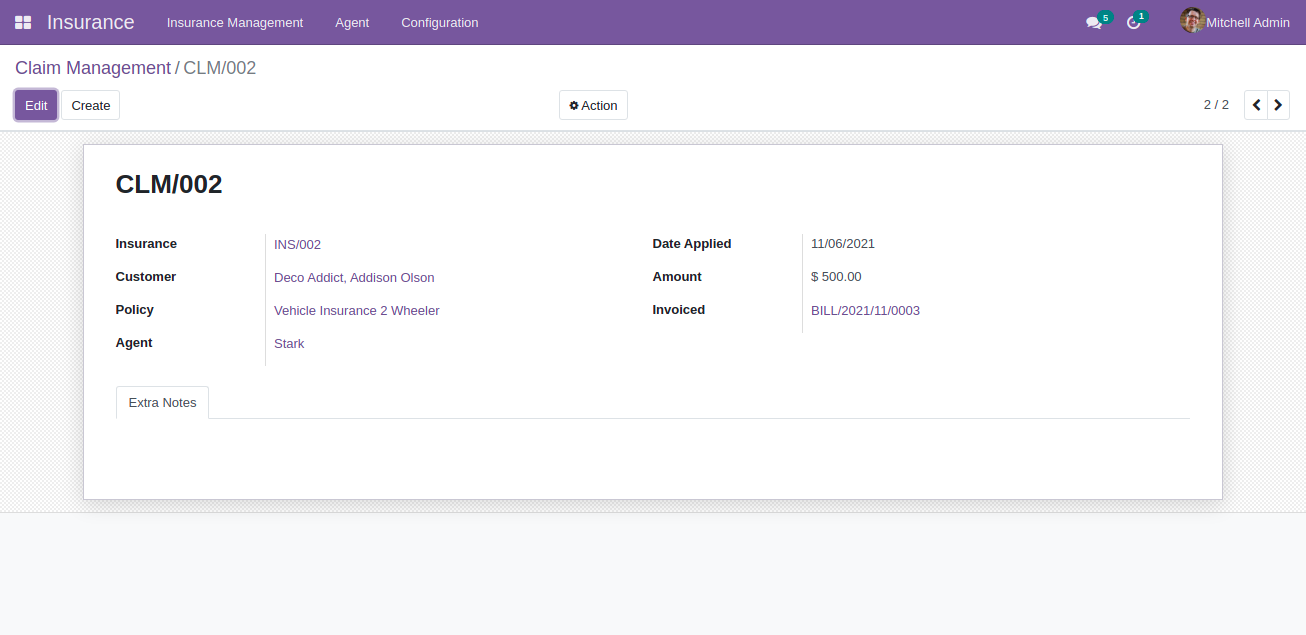 Insurance Insurance Management Agent Configuration 5 1 Mitchell Admin
Claim Management / CLM/002
Edit Create Action 2 / 2
CLM/002
Insurance INS/002 Date Applied 11/06/2021
Customer Deco Addict, Addison Olson Amount $ 500.00
Policy Vehicle Insurance 2 Wheeler Invoiced BILL/2021/11/0003
Agent Stark
Extra Notes